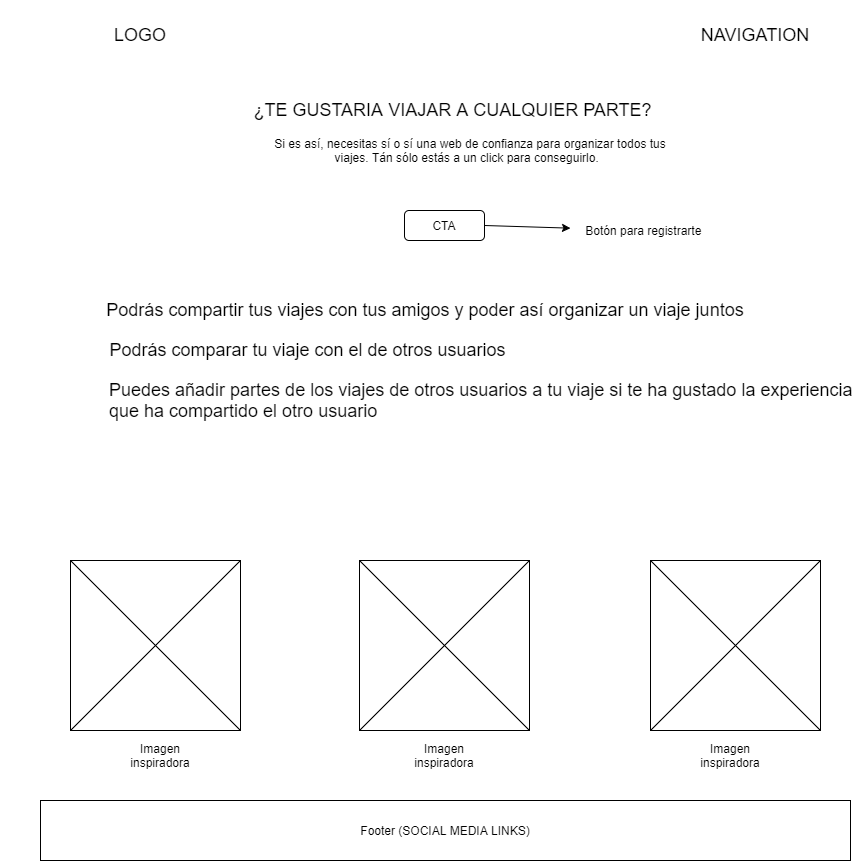 LOGO
NAVIGATION
¿TE GUSTARIA VIAJAR A CUALQUIER PARTE?
Si es así, necesitas sí o sí una web de confianza para organizar todos tus
viajes. Tán sólo estás a un click para conseguirlo.
CTA
Botón para registrarte
Podrás compartir tus viajes con tus amigos y poder así organizar un viaje juntos
Podrás comparar tu viaje con el de otros usuarios
Puedes añadir partes de los viajes de otros usuarios a tu viaje si te ha gustado la experiencia
que ha compartido el otro usuario
Imagen
inspiradora
Imagen
inspiradora
Imagen
inspiradora
Footer (SOCIAL MEDIA LINKS)